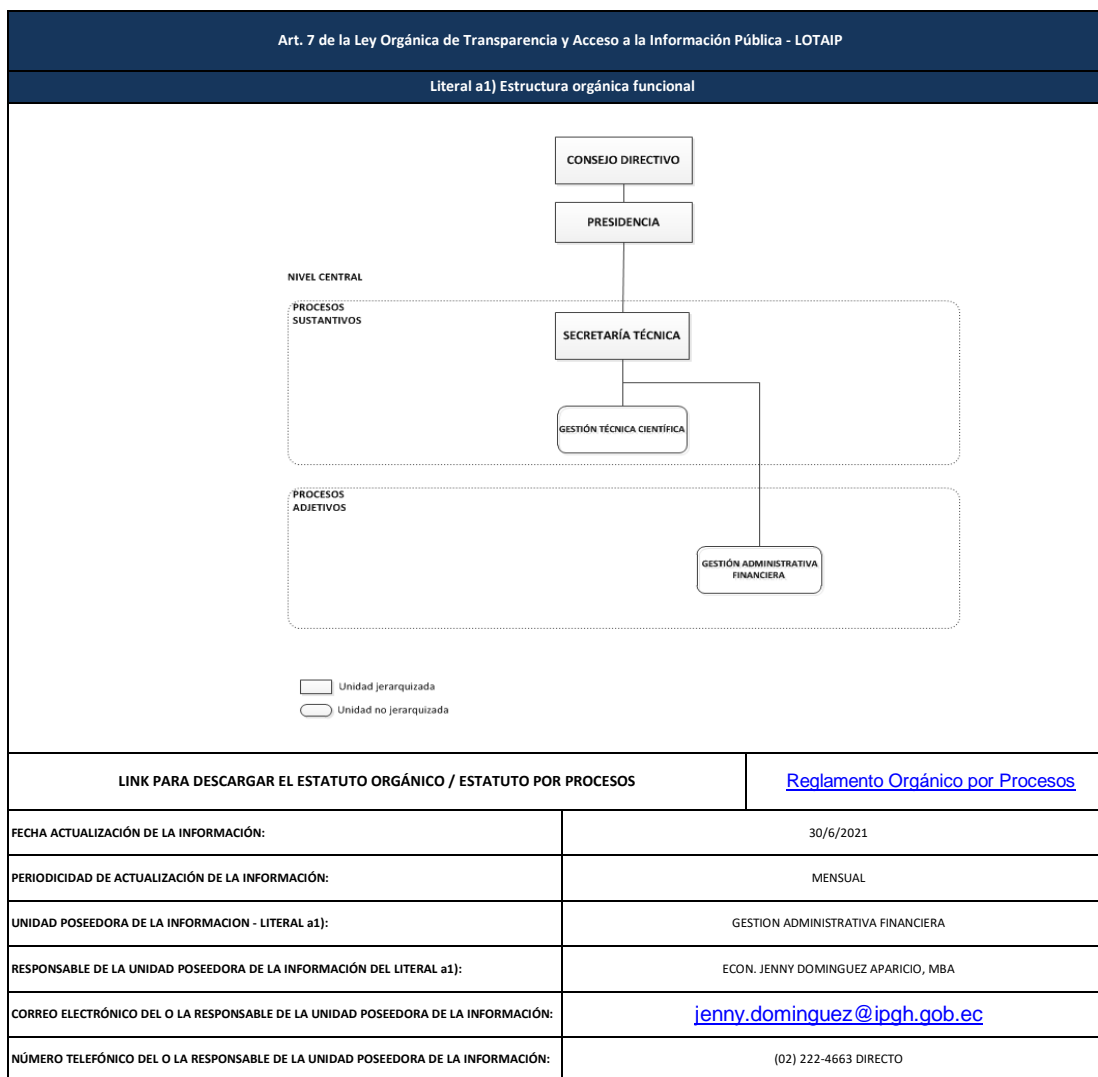 Art. 7 de la Ley Orgánica de Transparencia y Acceso a la Información Pública - LOTAIP
Literal a1) Estructura orgánica funcional
CONSEJO DIRECTIVO
PRESIDENCIA
NIVEL CENTRAL
PROCESOS
SUSTANTIVOS
SECRETARÍA TÉCNICA
GESTIÓN TÉCNICA CIENTÍFICA
PROCESOS
ADJETIVOS
GESTIÓN ADMINISTRATIVA
FINANCIERA
Unidad jerarquizada
Unidad no jerarquizada
LINK PARA DESCARGAR EL ESTATUTO ORGÁNICO / ESTATUTO POR PROCESOS Reglamento Orgánico por Procesos
FECHA ACTUALIZACIÓN DE LA INFORMACIÓN: 30/6/2021
PERIODICIDAD DE ACTUALIZACIÓN DE LA INFORMACIÓN: MENSUAL
UNIDAD POSEEDORA DE LA INFORMACION - LITERAL a1): GESTION ADMINISTRATIVA FINANCIERA
RESPONSABLE DE LA UNIDAD POSEEDORA DE LA INFORMACIÓN DEL LITERAL a1): ECON. JENNY DOMINGUEZ APARICIO, MBA
CORREO ELECTRÓNICO DEL O LA RESPONSABLE DE LA UNIDAD POSEEDORA DE LA INFORMACIÓN: jenny.dominguez@ipgh.gob.ec
NÚMERO TELEFÓNICO DEL O LA RESPONSABLE DE LA UNIDAD POSEEDORA DE LA INFORMACIÓN: (02) 222-4663 DIRECTO